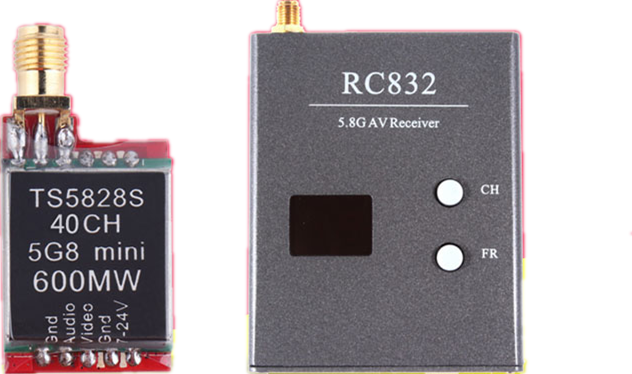 TS5828S
40CH
5G8 mini
600MW
Gnd
Audio
Video
Gnd
7-24V
RC832
5.8G AV Receiver
CH
FR